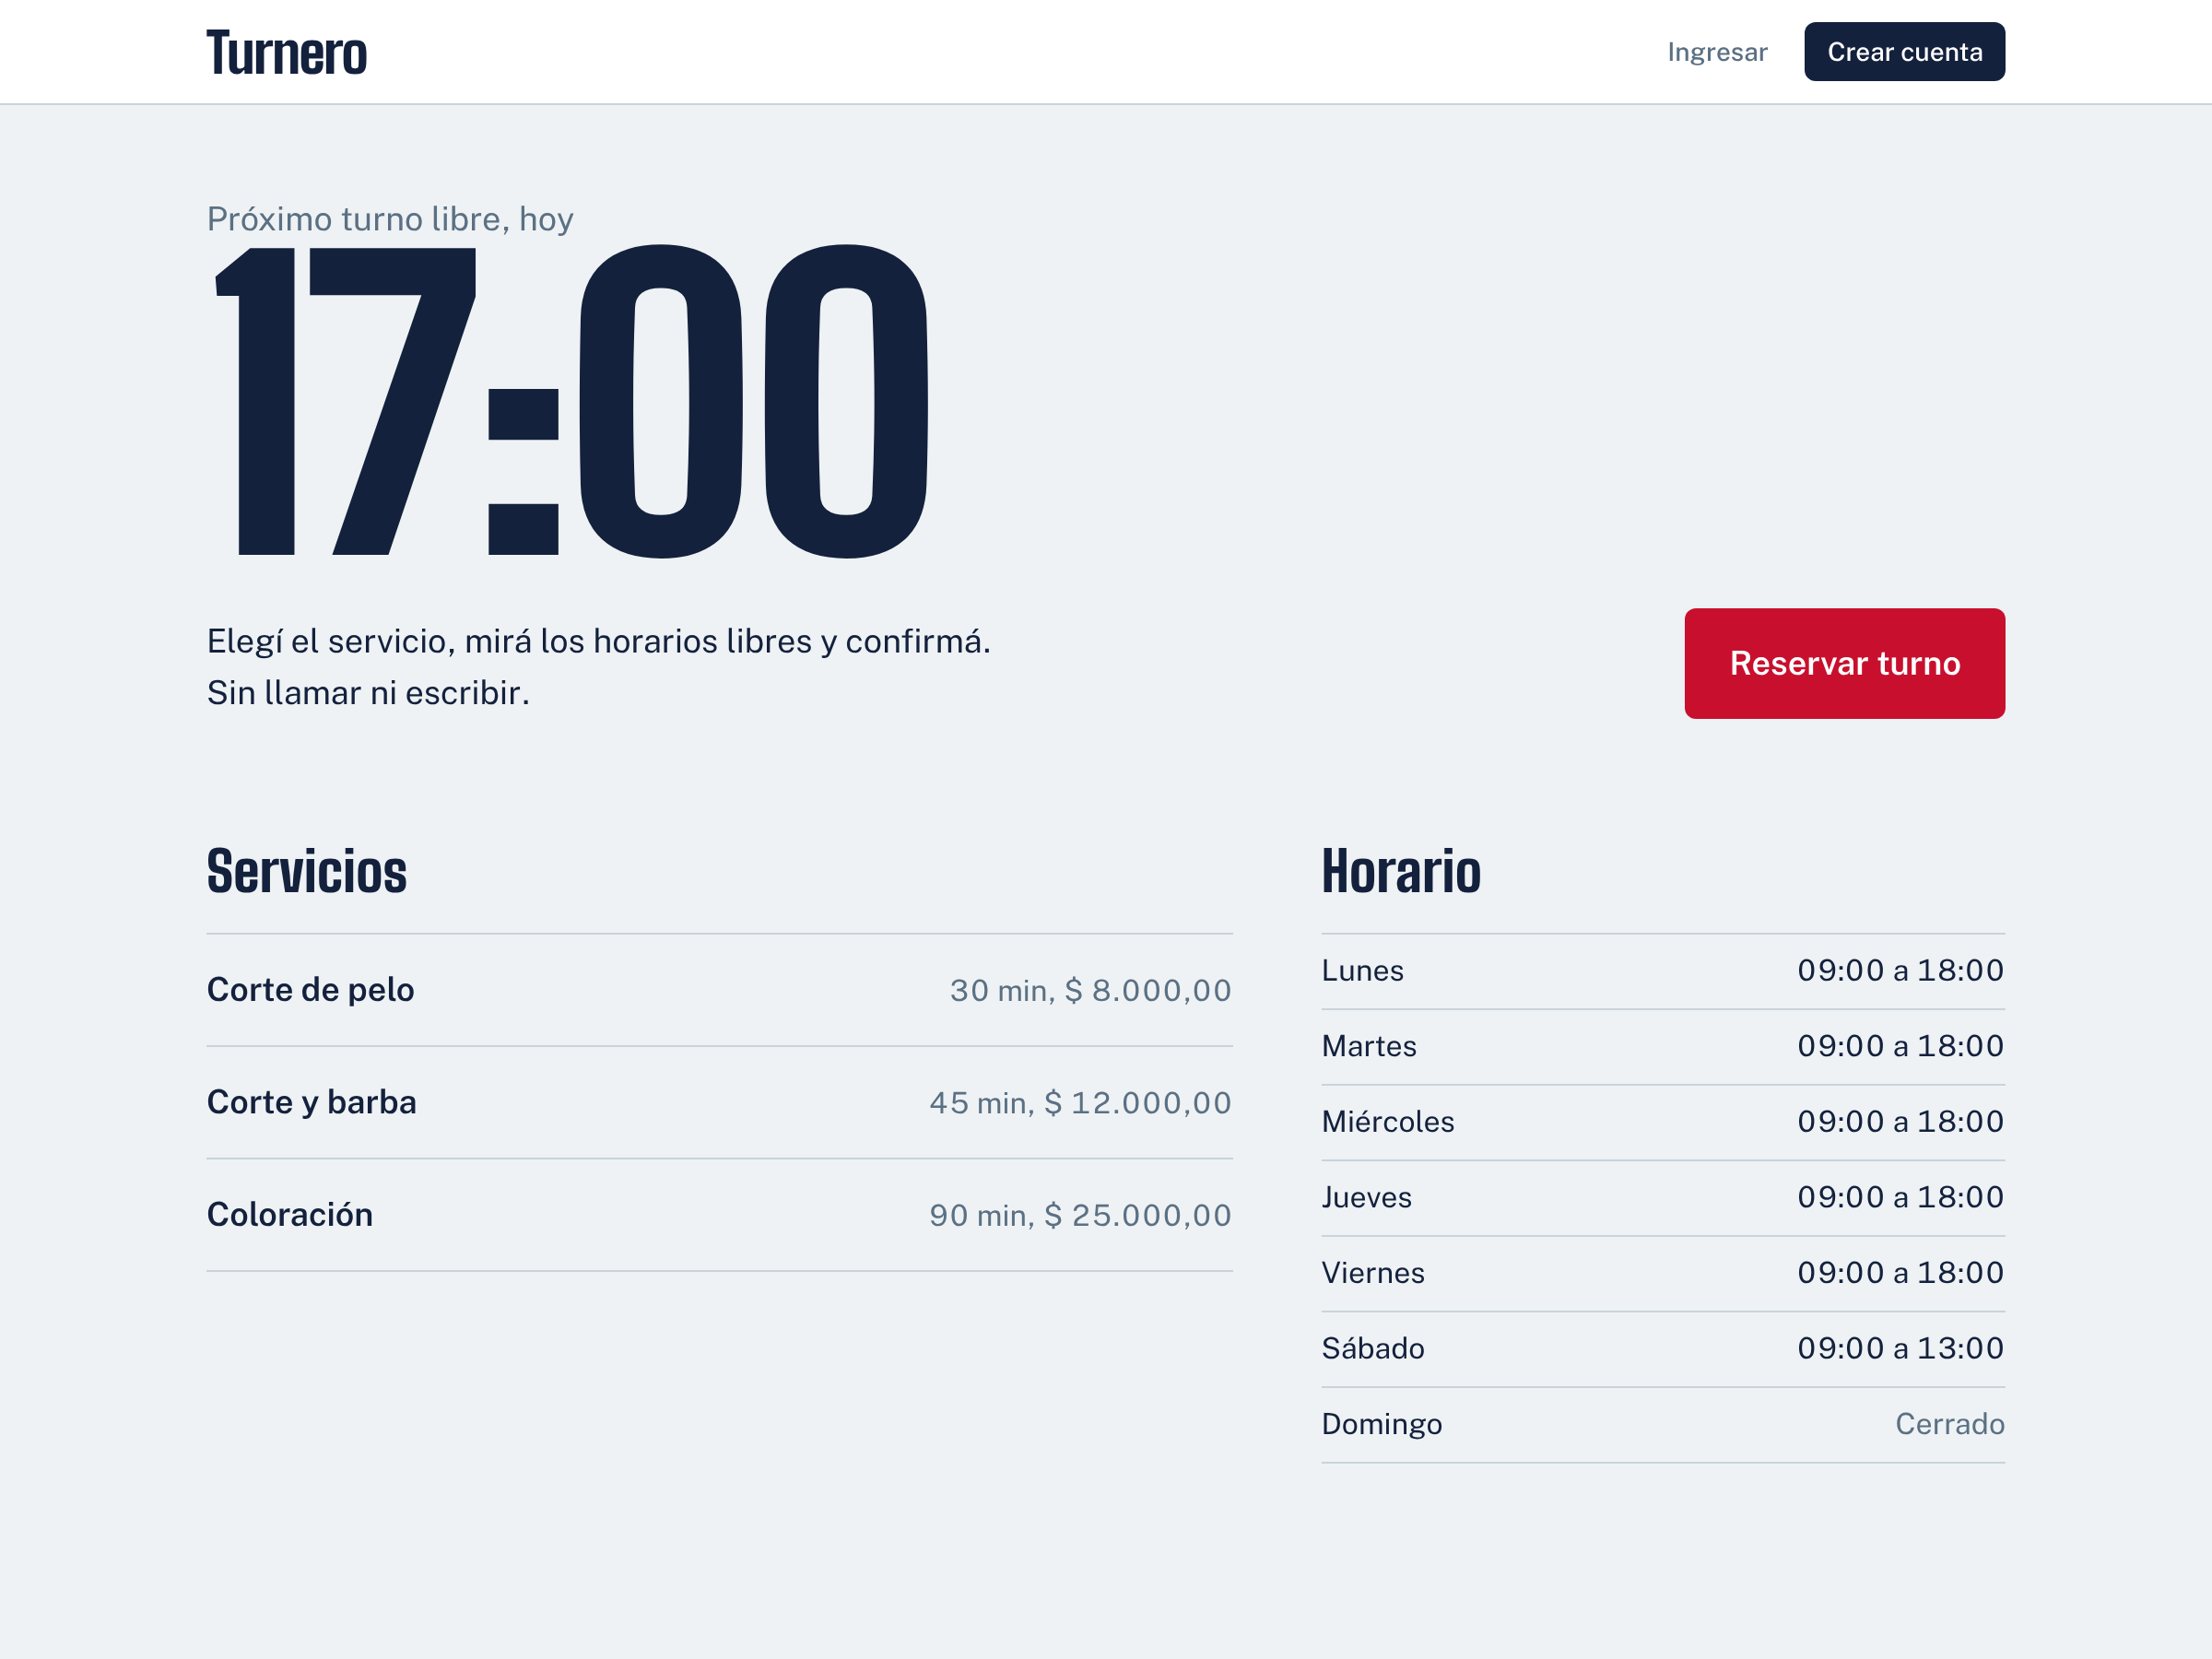 Turnero
Ingresar
Crear cuenta
Próximo turno libre, hoy
17:00
Elegí el servicio, mirá los horarios libres y confirmá.
Sin llamar ni escribir.
Reservar turno
Servicios
Corte de pelo 30 min, $ 8.000,00
Corte y barba 45 min, $ 12.000,00
Coloración 90 min, $ 25.000,00
Horario
Lunes 09:00 a 18:00
Martes 09:00 a 18:00
Miércoles 09:00 a 18:00
Jueves 09:00 a 18:00
Viernes 09:00 a 18:00
Sábado 09:00 a 13:00
Domingo Cerrado